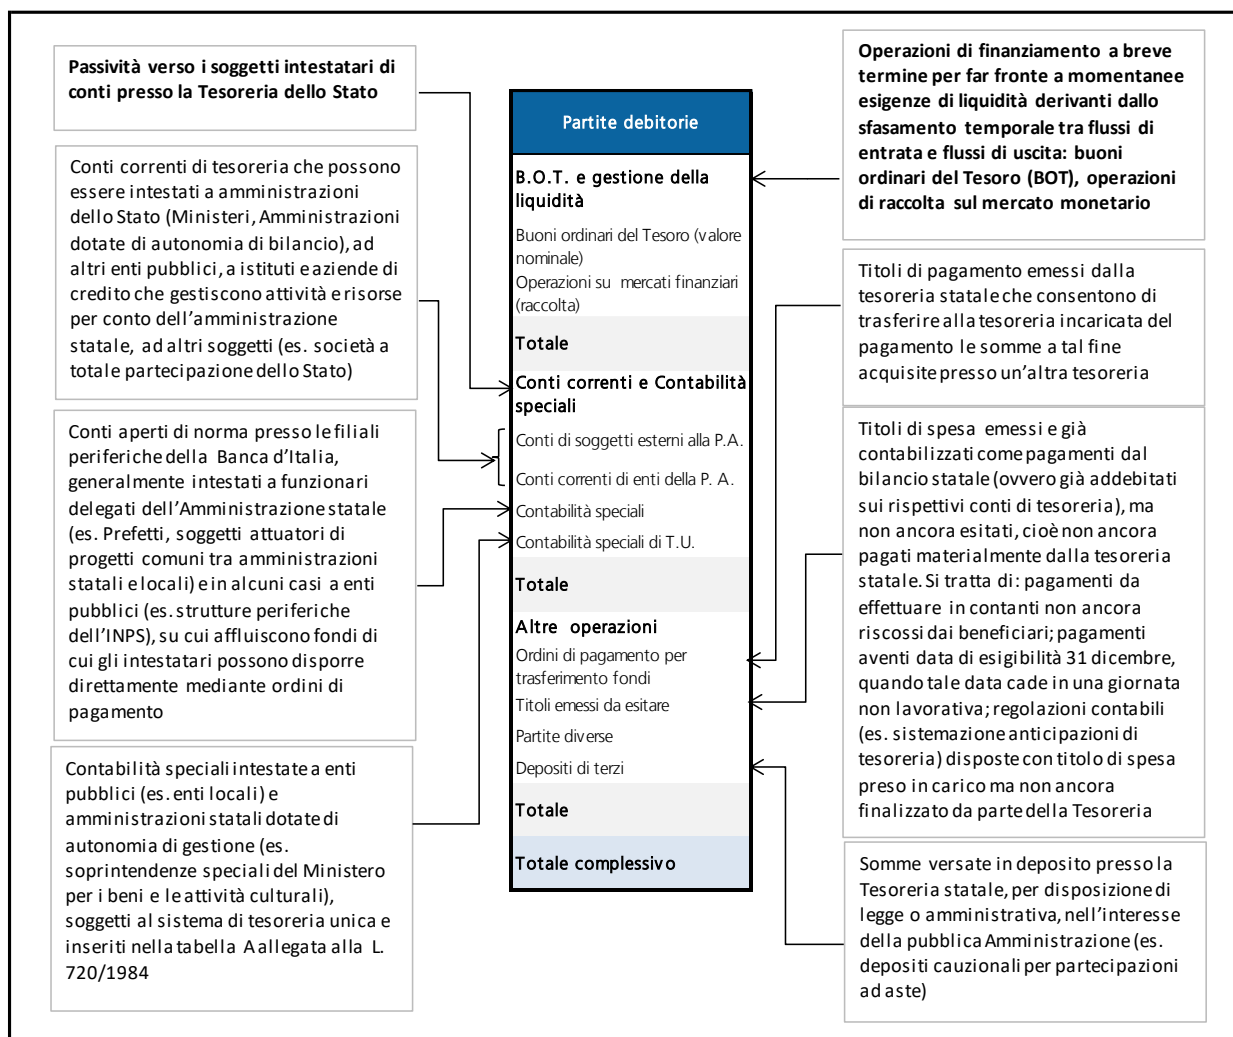 Passività verso i soggetti intestatari di
conti presso la Tesoreria dello Stato
Conti correnti di tesoreria che possono
essere intestati a amministrazioni
dello Stato (Ministeri, Amministrazioni
dotate di autonomia di bilancio), ad
altri enti pubblici, a istituti e aziende di
credito che gestiscono attività e risorse
per conto dell'amministrazione
statale, ad altri soggetti (es. società a
totale partecipazione dello Stato)
Conti aperti di norma presso le filiali
periferiche della Banca d'Italia,
generalmente intestati a funzionari
delegati dell'Amministrazione statale
(es. Prefetti, soggetti attuatori di
progetti comuni tra amministrazioni
statali e locali) e in alcuni casi a enti
pubblici (es. strutture periferiche
dell'INPS), su cui affluiscono fondi di
cui gli intestatari possono disporre
direttamente mediante ordini di
pagamento
Contabilità speciali intestate a enti
pubblici (es. enti locali) e
amministrazioni statali dotate di
autonomia di gestione (es.
soprintendenze speciali del Ministero
per i beni e le attività culturali),
soggetti al sistema di tesoreria unica e
inseriti nella tabella A allegata alla L.
720/1984
Partite debitorie
B.O.T. e gestione della
liquidità
Buoni ordinari del Tesoro (valore
nominale)
Operazioni su mercati finanziari
(raccolta)
Totale
Conti correnti e Contabilità
speciali
Conti di soggetti esterni alla P.A.
Conti correnti di enti della P. A.
Contabilità speciali
Contabilità speciali di T.U.
Totale
Altre operazioni
Ordini di pagamento per
trasferimento fondi
Titoli emessi da esitare
Partite diverse
Depositi di terzi
Totale
Totale complessivo
Operazioni di finanziamento a breve
termine per far fronte a momentanee
esigenze di liquidità derivanti dallo
sfasamento temporale tra flussi di
entrata e flussi di uscita: buoni
ordinari del Tesoro (BOT), operazioni
di raccolta sul mercato monetario
Titoli di pagamento emessi dalla
tesoreria statale che consentono di
trasferire alla tesoreria incaricata del
pagamento le somme a tal fine
acquisite presso un'altra tesoreria
Titoli di spesa emessi e già
contabilizzati come pagamenti dal
bilancio statale (ovvero già addebitati
sui rispettivi conti di tesoreria), ma
non ancora esitati, cioè non ancora
pagati materialmente dalla tesoreria
statale. Si tratta di: pagamenti da
effettuare in contanti non ancora
riscossi dai beneficiari; pagamenti
aventi data di esigibilità 31 dicembre,
quando tale data cade in una giornata
non lavorativa; regolazioni contabili
(es. sistemazione anticipazioni di
tesoreria) disposte con titolo di spesa
preso in carico ma non ancora
finalizzato da parte della Tesoreria
Somme versate in deposito presso la
Tesoreria statale, per disposizione di
legge o amministrativa, nell'interesse
della pubblica Amministrazione (es.
depositi cauzionali per partecipazioni
ad aste)